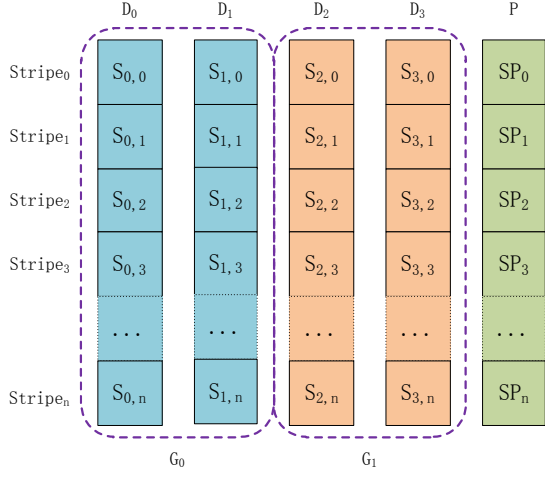 D₀ D₁ D₂ D₃ P
Stripe₀ S₀,₀ S₁,₀ S₂,₀ S₃,₀ SP₀
Stripe₁ S₀,₁ S₁,₁ S₂,₁ S₃,₁ SP₁
Stripe₂ S₀,₂ S₁,₂ S₂,₂ S₃,₂ SP₂
Stripe₃ S₀,₃ S₁,₃ S₂,₃ S₃,₃ SP₃
... ... ... ... ...
Stripeₙ S₀,ₙ S₁,ₙ S₂,ₙ S₃,ₙ SPₙ
G₀ G₁